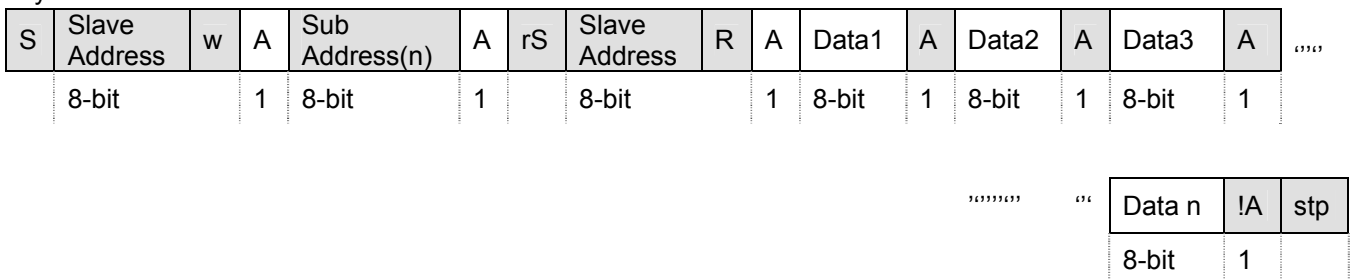 S Slave Address w A Sub Address(n) A rS Slave Address R A Data1 A Data2 A Data3 A
8-bit 1 8-bit 1 8-bit 1 8-bit 1 8-bit 1 8-bit 1
Data n !A stp
8-bit 1